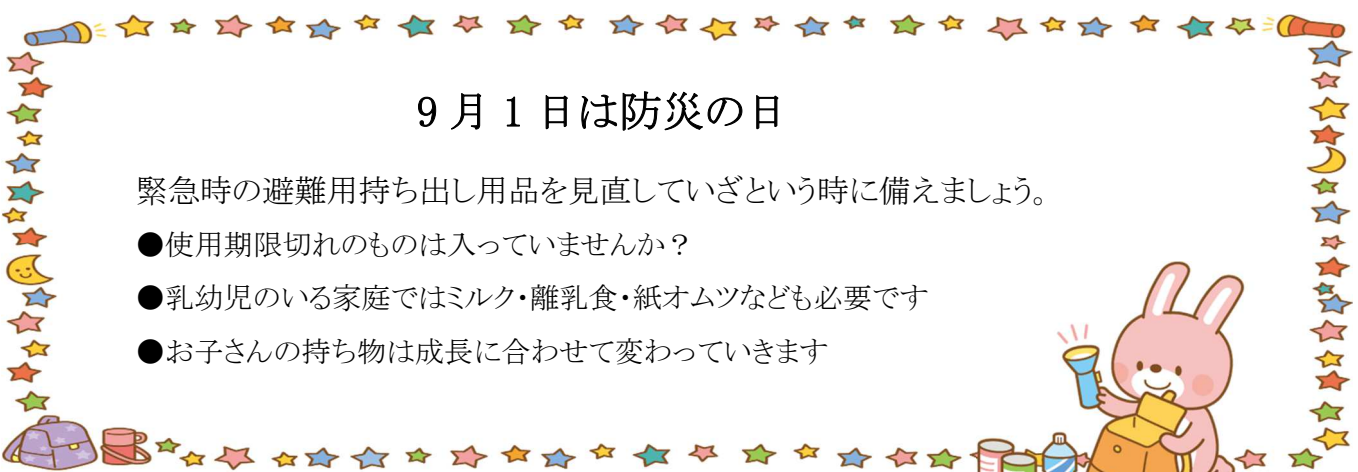 9月1日は防災の日
緊急時の避難用持ち出し用品を見直していざという時に備えましょう。
●使用期限切れのものは入っていませんか？
●乳幼児のいる家庭ではミルク・離乳食・紙オムツなども必要です
●お子さんの持ち物は成長に合わせて変わっていきます